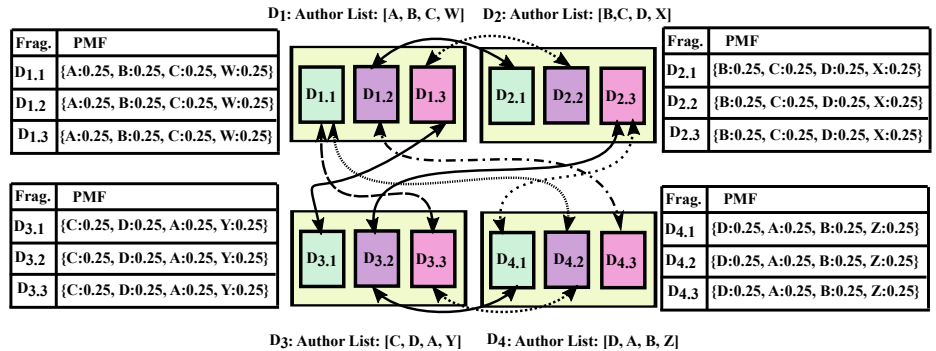 D1: Author List: [A, B, C, W] D2: Author List: [B,C, D, X]
Frag. PMF
D1.1 {A:0.25, B:0.25, C:0.25, W:0.25}
D1.2 {A:0.25, B:0.25, C:0.25, W:0.25}
D1.3 {A:0.25, B:0.25, C:0.25, W:0.25}
D1.1 D1.2 D1.3 D2.1 D2.2 D2.3
Frag. PMF
D2.1 {B:0.25, C:0.25, D:0.25, X:0.25}
D2.2 {B:0.25, C:0.25, D:0.25, X:0.25}
D2.3 {B:0.25, C:0.25, D:0.25, X:0.25}
Frag. PMF
D3.1 {C:0.25, D:0.25, A:0.25, Y:0.25}
D3.2 {C:0.25, D:0.25, A:0.25, Y:0.25}
D3.3 {C:0.25, D:0.25, A:0.25, Y:0.25}
D3.1 D3.2 D3.3 D4.1 D4.2 D4.3
Frag. PMF
D4.1 {D:0.25, A:0.25, B:0.25, Z:0.25}
D4.2 {D:0.25, A:0.25, B:0.25, Z:0.25}
D4.3 {D:0.25, A:0.25, B:0.25, Z:0.25}
D3: Author List: [C, D, A, Y] D4: Author List: [D, A, B, Z]